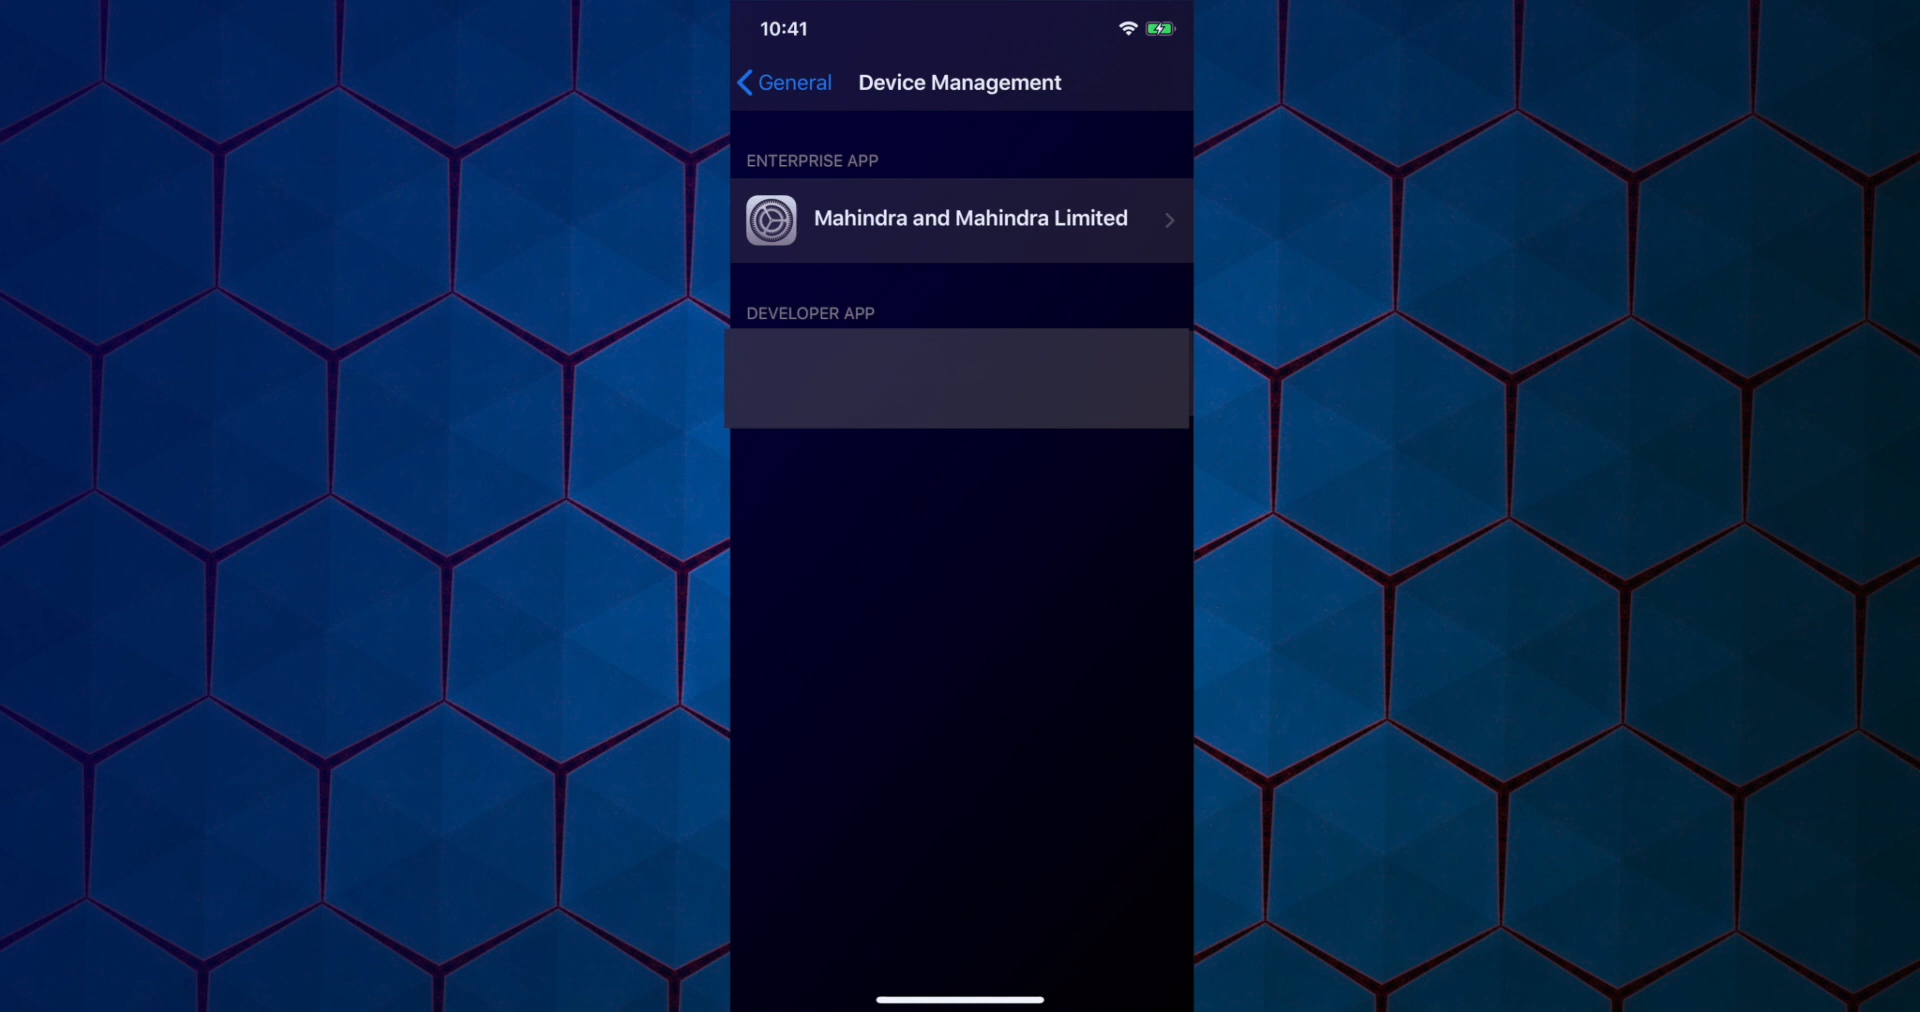 10:41
General
Device Management
ENTERPRISE APP
Mahindra and Mahindra Limited
DEVELOPER APP